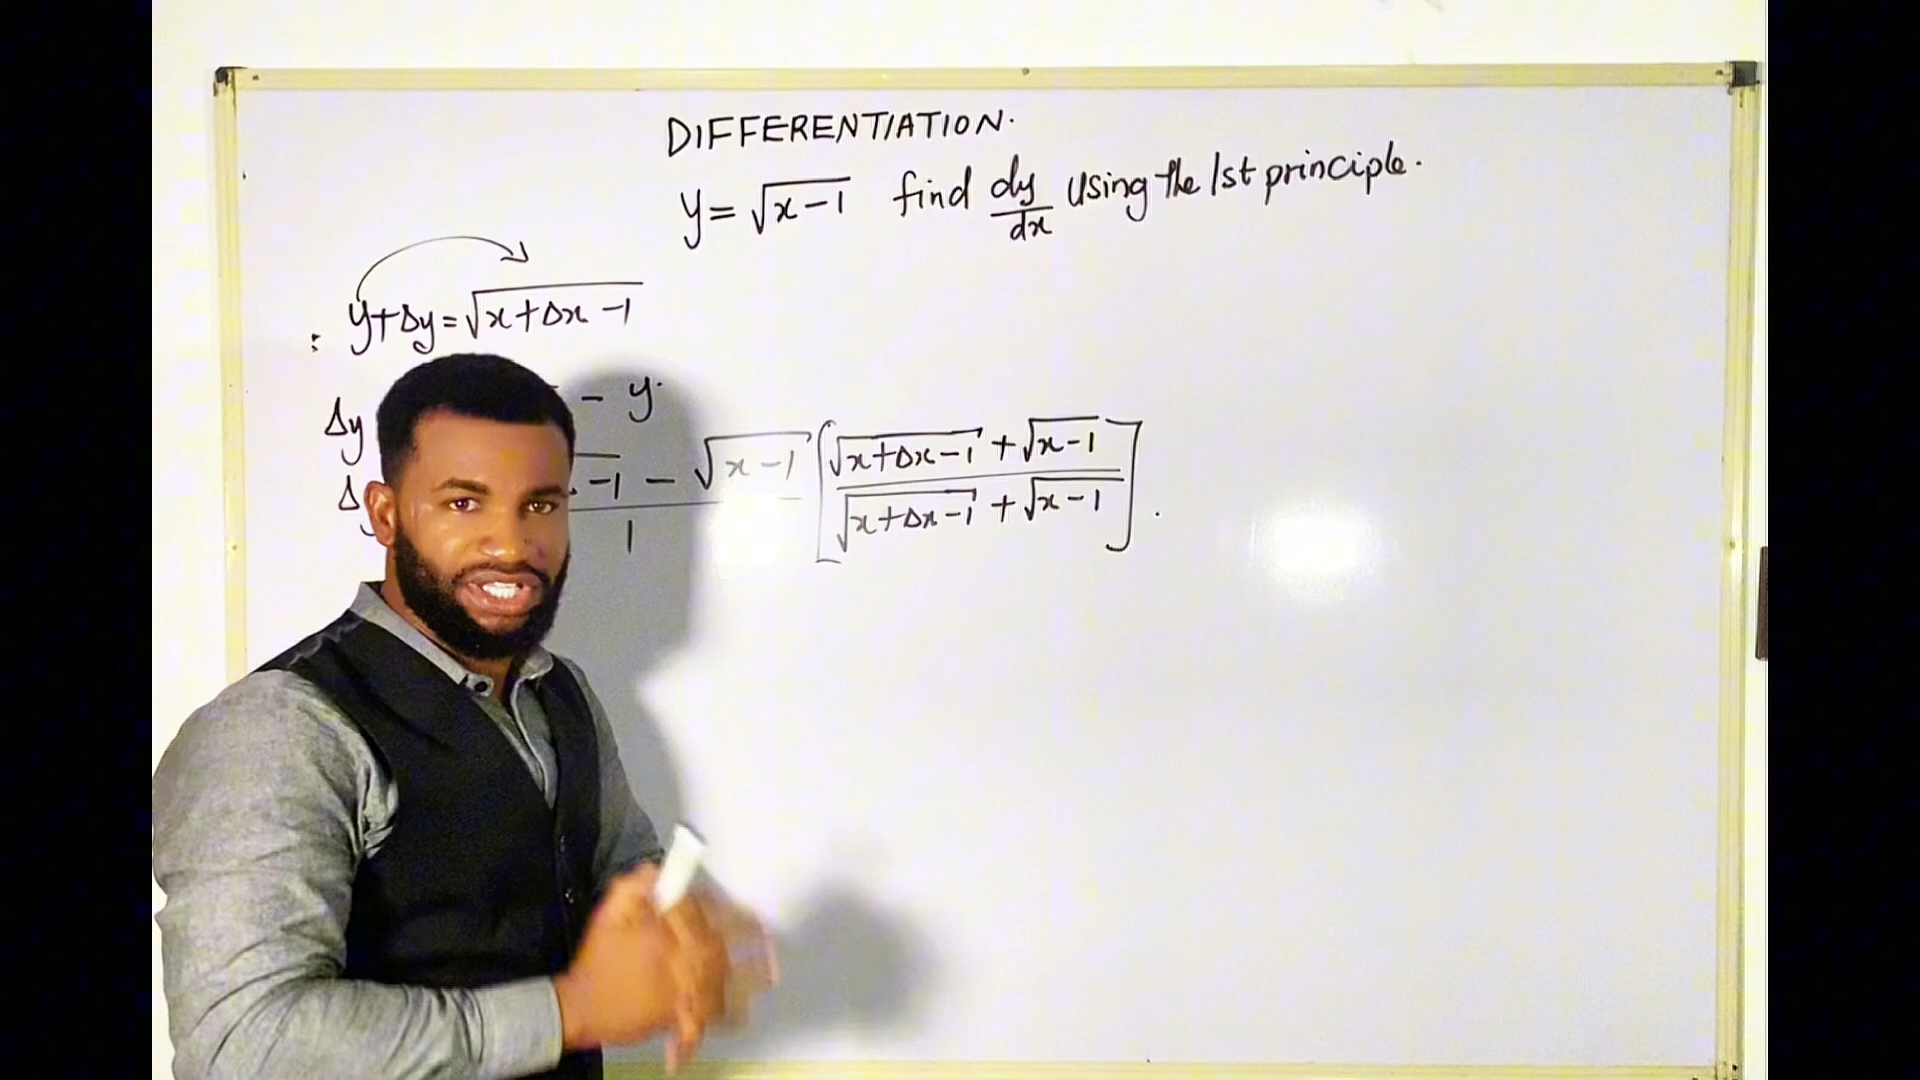 DIFFERENTIATION.
y = √x-1 find dy/dx using the 1st principle.
: y+Δy = √x+Δx-1
Δy - y.
Δ -1 - √x-1 / 1 [√x+Δx-1 + √x-1 / √x+Δx-1 + √x-1] .